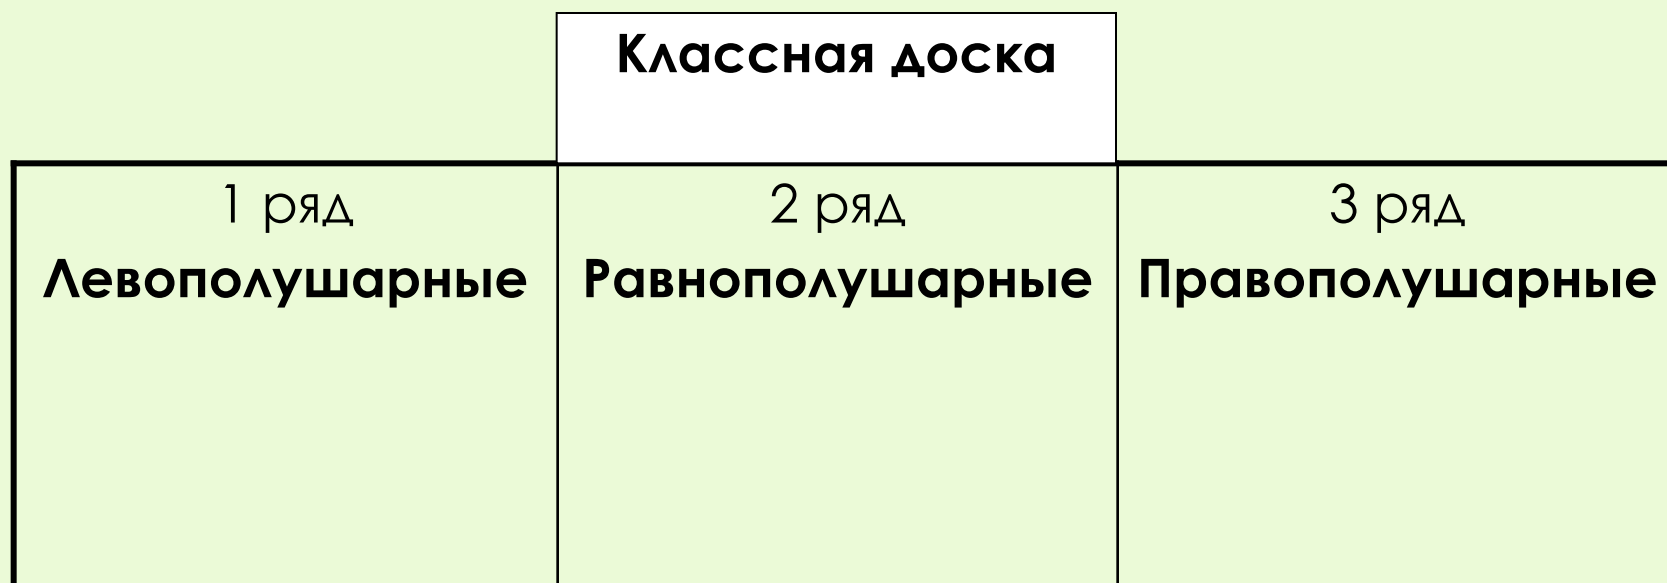 Классная доска
1 ряд
2 ряд
3 ряд
Левополушарные
Равнополушарные
Правополушарные